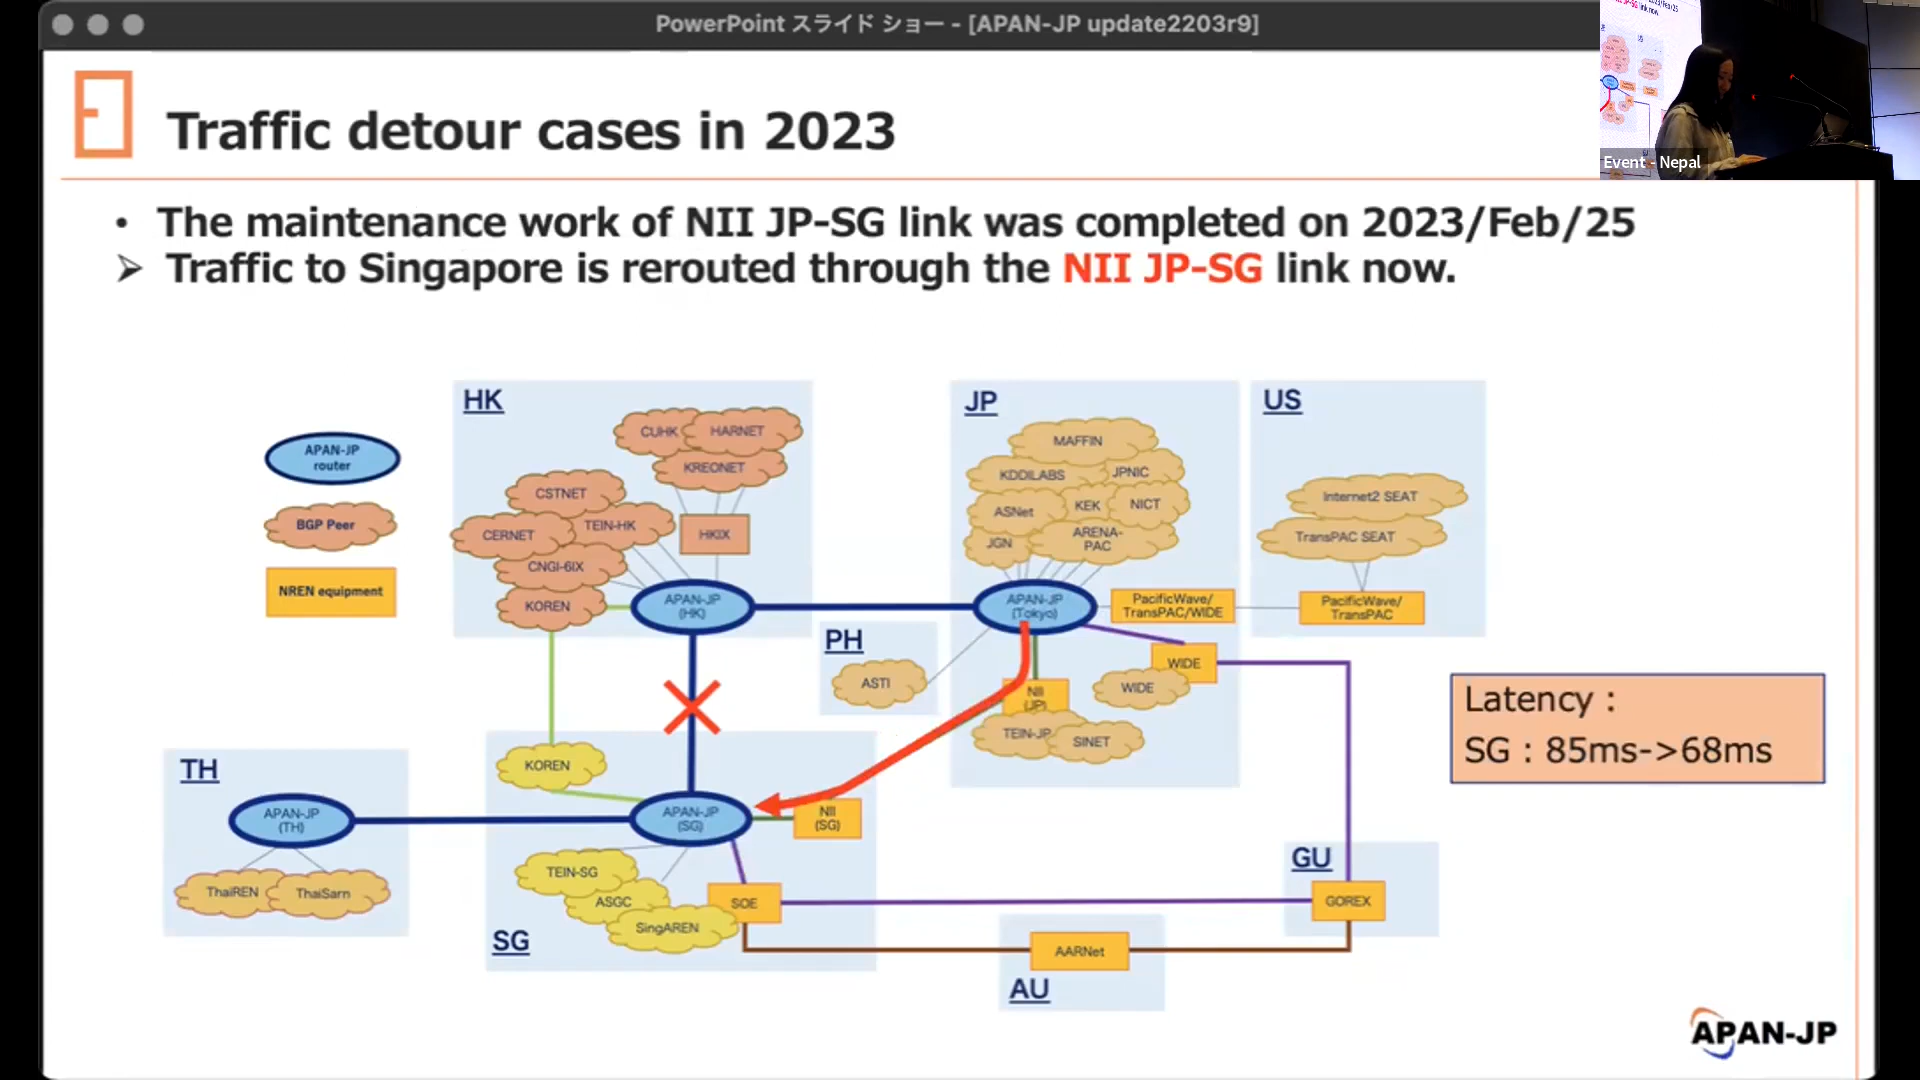 PowerPoint スライド ショー - [APAN-JP update2203r9]
Traffic detour cases in 2023
Event - Nepal
• The maintenance work of NII JP-SG link was completed on 2023/Feb/25
➢ Traffic to Singapore is rerouted through the NII JP-SG link now.
APAN-JP
router
BGP Peer
NREN equipment
HK
CUHK
HARNET
KREONET
CSTNET
TEIN-HK
CERNET
HKIX
CNGI-6IX
KOREN
APAN-JP
(HK)
JP
MAFFIN
KDDILABS
JPNIC
ASNet
KEK
NICT
JGN
ARENA-
PAC
APAN-JP
(Tokyo)
PacificWave/
TransPAC/WIDE
WIDE
WIDE
NII
(JP)
TEIN-JP
SINET
US
Internet2 SEAT
TransPAC SEAT
PacificWave/
TransPAC
PH
ASTI
Latency :
SG : 85ms->68ms
TH
APAN-JP
(TH)
ThaiREN
ThaiSarn
KOREN
APAN-JP
(SG)
NII
(SG)
TEIN-SG
ASGC
SingAREN
SOE
SG
GU
GOREX
AARNet
AU
APAN-JP